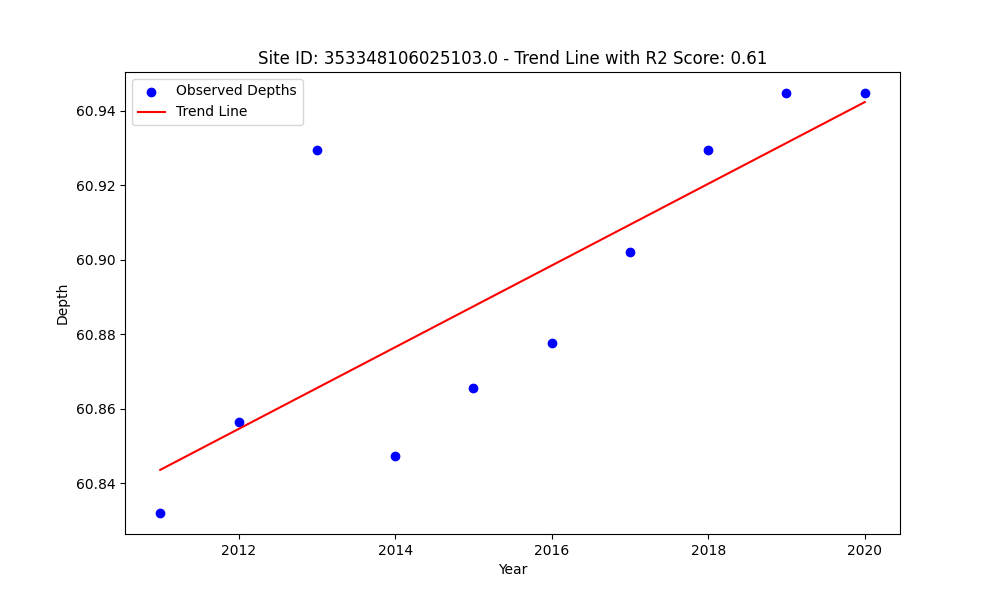 Site ID: 353348106025103.0 - Trend Line with R2 Score: 0.61
Observed Depths
Trend Line
60.94
60.92
60.90
60.88
60.86
60.84
Depth
2012
2014
2016
2018
2020
Year